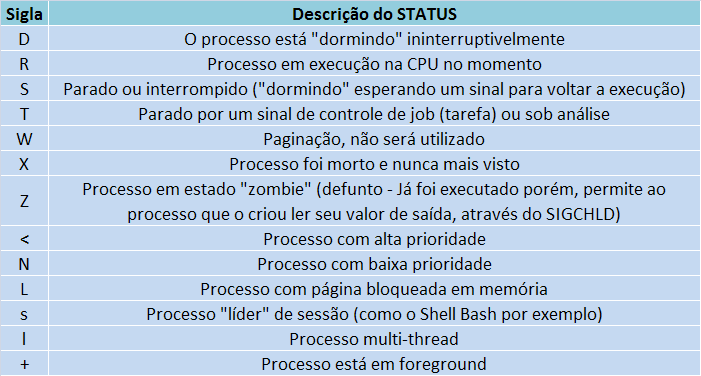 Sigla Descrição do STATUS
D O processo está "dormindo" ininterruptivelmente
R Processo em execução na CPU no momento
S Parado ou interrompido ("dormindo" esperando um sinal para voltar a execução)
T Parado por um sinal de controle de job (tarefa) ou sob análise
W Paginação, não será utilizado
X Processo foi morto e nunca mais visto
Z Processo em estado "zombie" (defunto - Já foi executado porém, permite ao
processo que o criou ler seu valor de saída, através do SIGCHLD)
< Processo com alta prioridade
N Processo com baixa prioridade
L Processo com página bloqueada em memória
s Processo "líder" de sessão (como o Shell Bash por exemplo)
l Processo multi-thread
+ Processo está em foreground